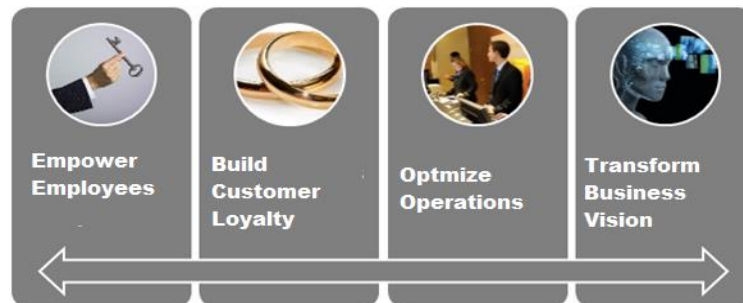 Empower
Employees
Build
Customer
Loyalty
Optmize
Operations
Transform
Business
Vision